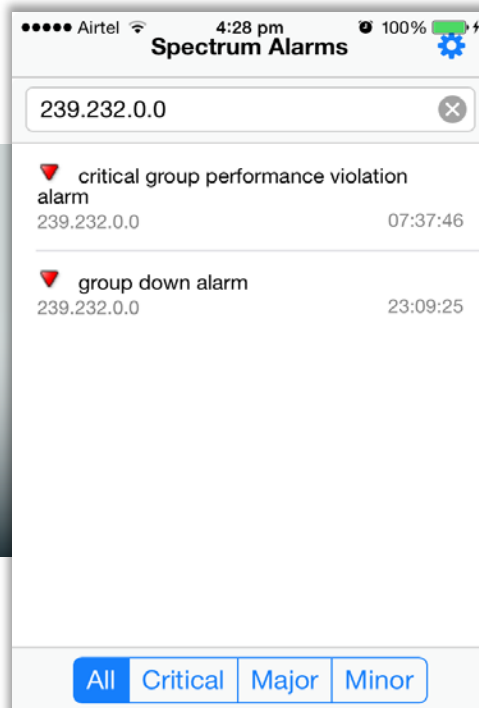 Airtel 4:28 pm 100%
Spectrum Alarms
239.232.0.0
critical group performance violation
alarm
239.232.0.0 07:37:46
group down alarm
239.232.0.0 23:09:25
All Critical Major Minor